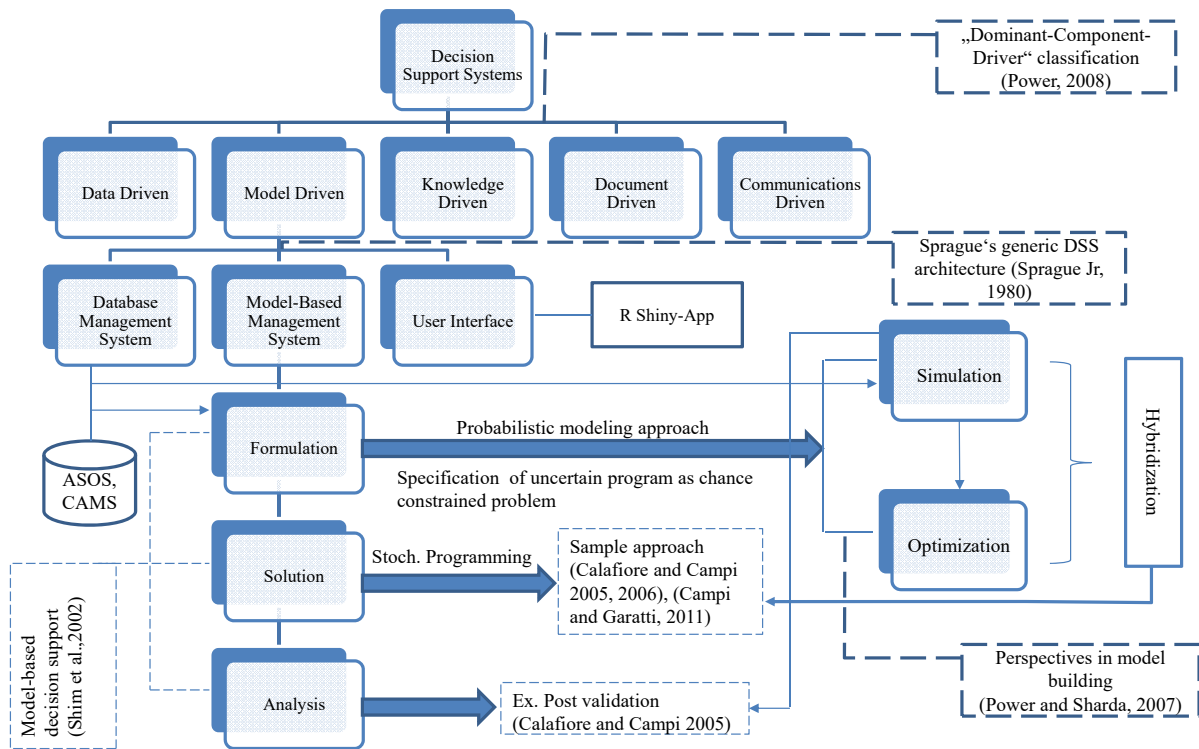 Decision
Support Systems
„Dominant-Component-
Driver“ classification
(Power, 2008)
Data Driven
Model Driven
Knowledge
Driven
Document
Driven
Communications
Driven
Sprague‘s generic DSS
architecture (Sprague Jr,
1980)
Database
Management
System
Model-Based
Management
System
User Interface
R Shiny-App
Simulation
Hybridization
Formulation
Probabilistic modeling approach
Specification of uncertain program as chance
constrained problem
ASOS,
CAMS
Optimization
Solution
Stoch. Programming
Sample approach
(Calafiore and Campi
2005, 2006), (Campi
and Garatti, 2011)
Model-based
decision support
(Shim et al.,2002)
Analysis
Ex. Post validation
(Calafiore and Campi 2005)
Perspectives in model
building
(Power and Sharda, 2007)